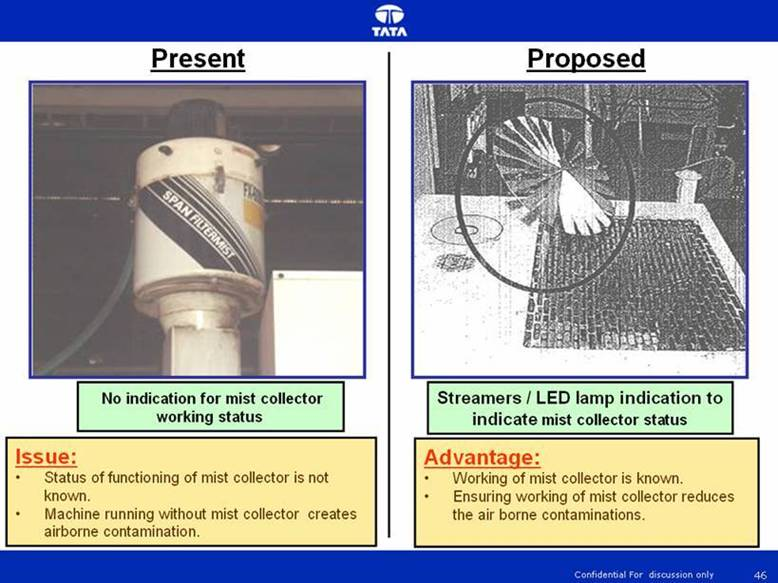 TATA
Present
SPAN FILTERMIST
No indication for mist collector
working status
Issue:
• Status of functioning of mist collector is not
known.
• Machine running without mist collector creates
airborne contamination.
Proposed
Streamers / LED lamp indication to
indicate mist collector status
Advantage:
• Working of mist collector is known.
• Ensuring working of mist collector reduces
the air borne contaminations.
Confidential For discussion only
46